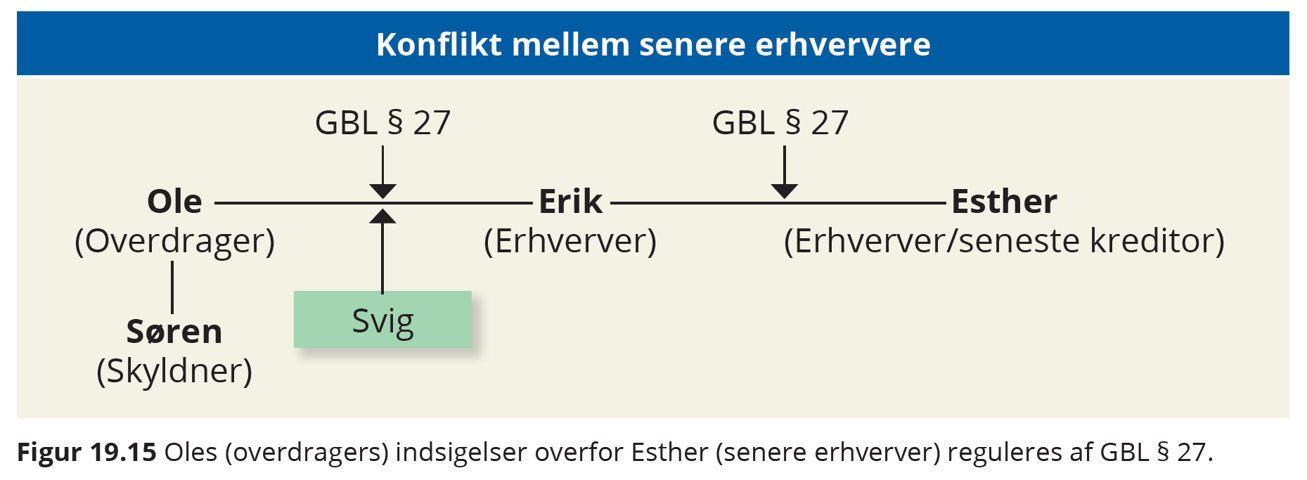 Konflikt mellem senere erhververe
GBL § 27 GBL § 27
Ole Erik Esther
(Overdrager) (Erhverver) (Erhverver/seneste kreditor)
Svig
Søren
(Skyldner)
Figur 19.15 Oles (overdragers) indsigelser overfor Esther (senere erhverver) reguleres af GBL § 27.